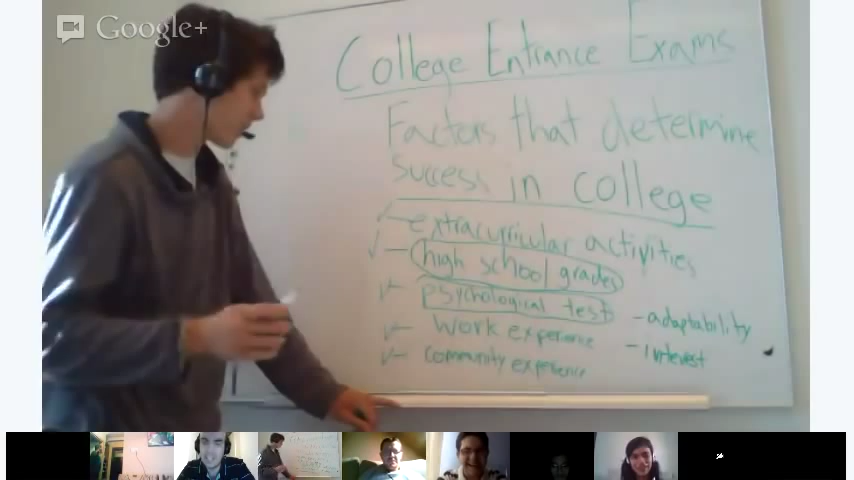 Google+
College Entrance Exams
Factors that determine
success in college
extracurricular activities
high school grades
psychological test
- adaptability
work experience
- interest
community experience